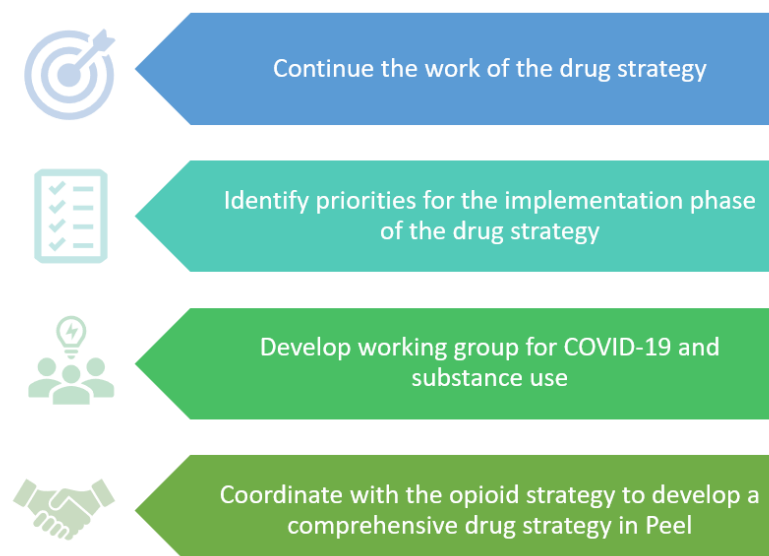 Continue the work of the drug strategy
Identify priorities for the implementation phase
of the drug strategy
Develop working group for COVID-19 and
substance use
Coordinate with the opioid strategy to develop a
comprehensive drug strategy in Peel